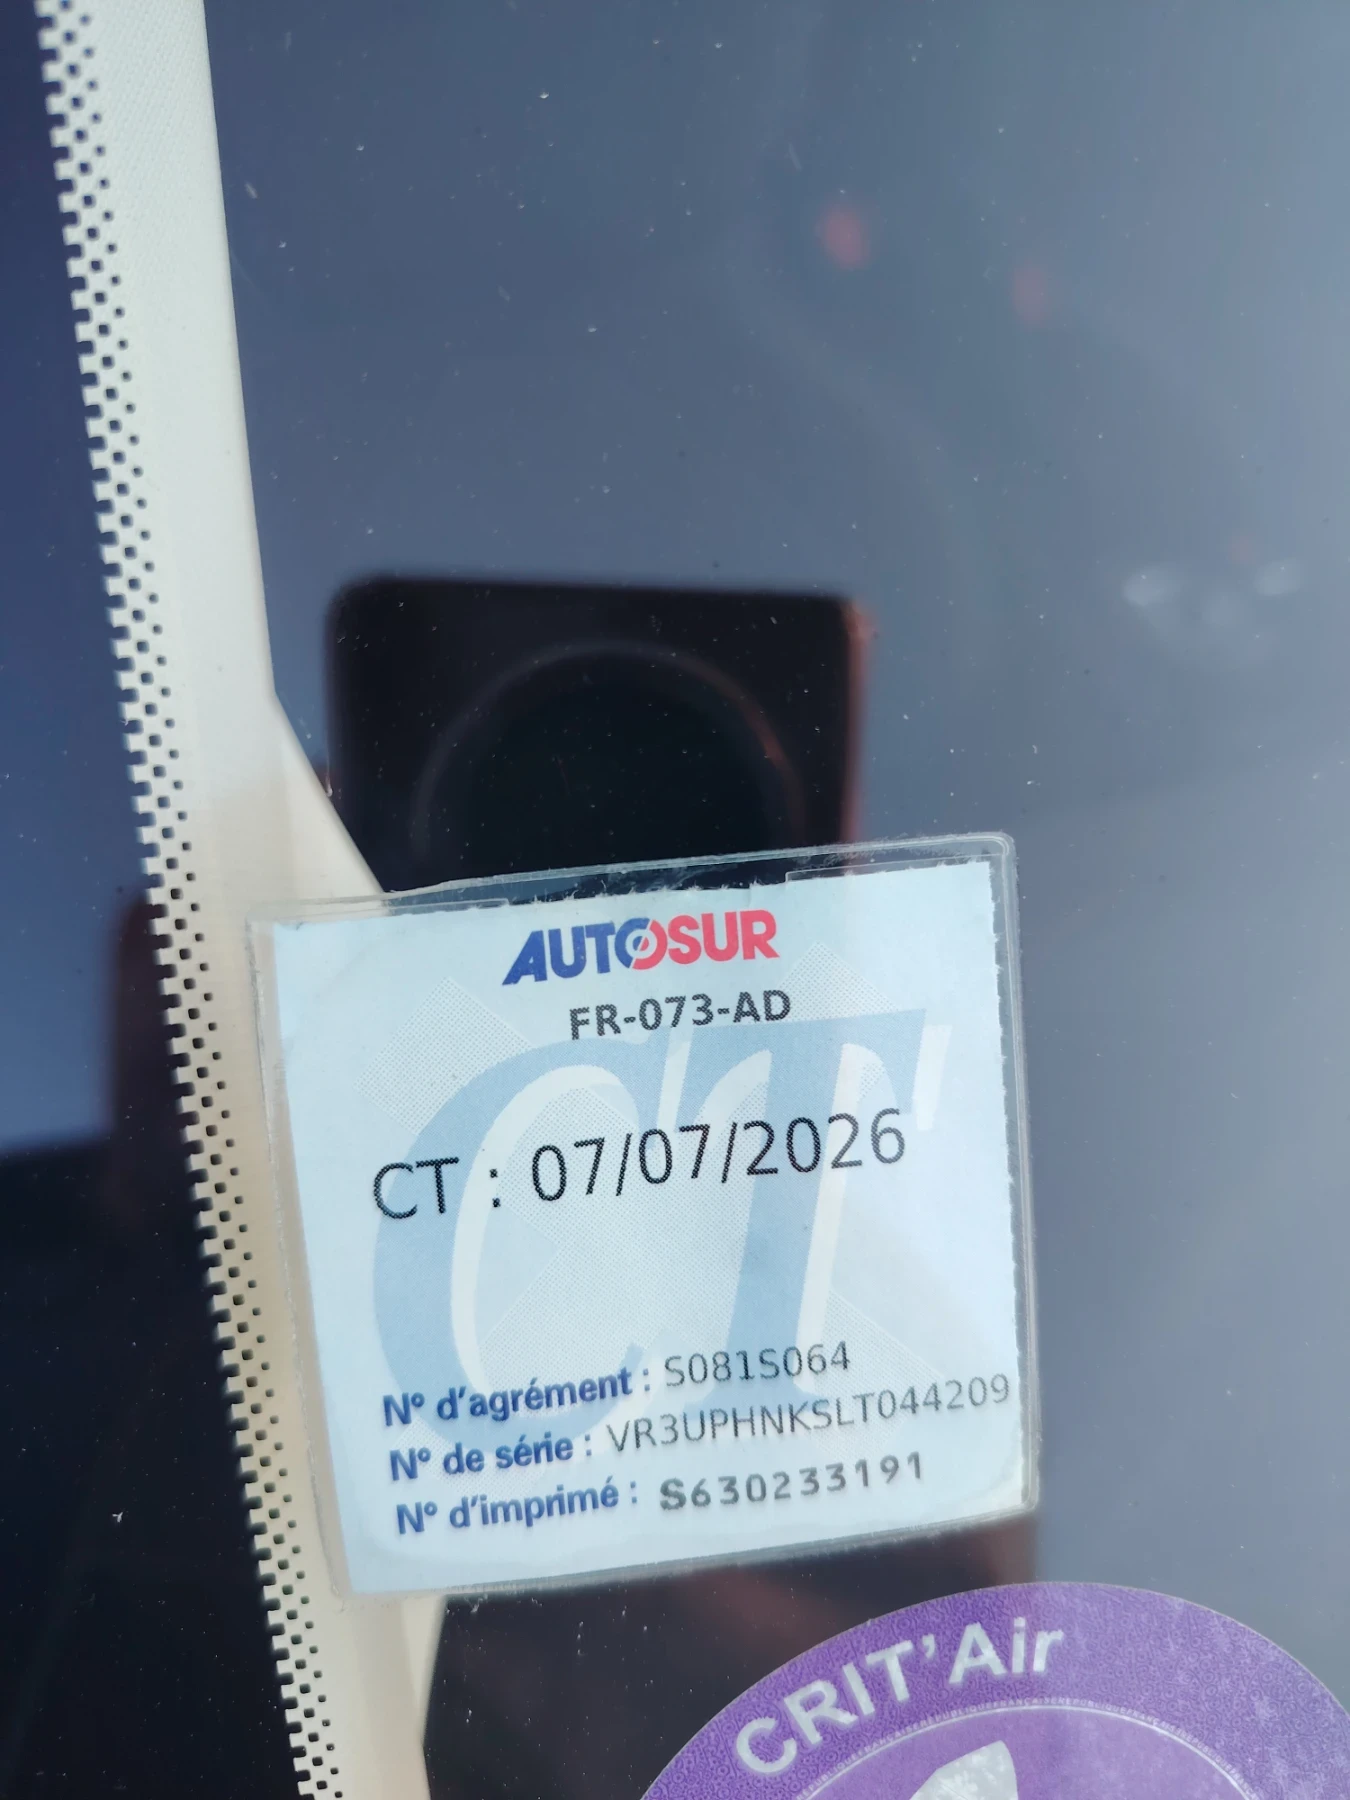 AUTOSUR
FR-073-AD
CT : 07/07/2026
N° d'agrément : S081S064
N° de série : VR3UPHNKSLT044209
N° d'imprimé : S630233191
CRIT'Air